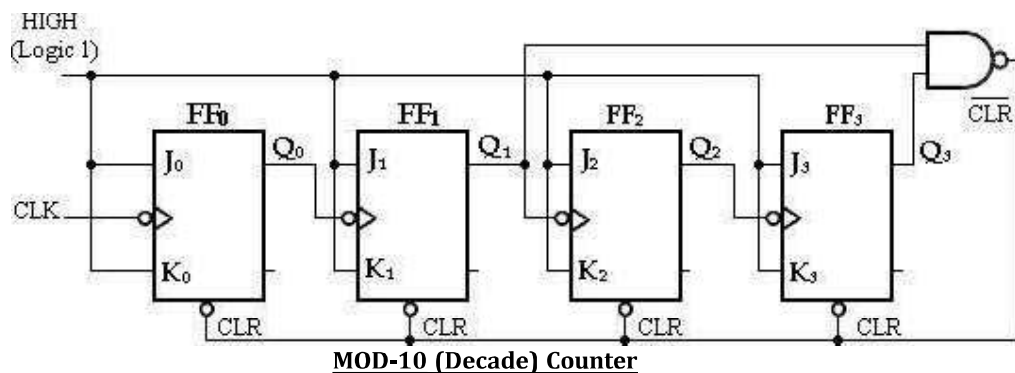 HIGH
(Logic 1)
FF₀ FF₁ FF₂ FF₃
C̅L̅R̅
J₀ Q₀ J₁ Q₁ J₂ Q₂ J₃ Q₃
CLK
K₀ K₁ K₂ K₃
CLR CLR CLR CLR
MOD-10 (Decade) Counter